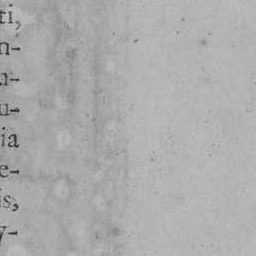 ti,
n-
n-
u-
ia
e-
is,
y-